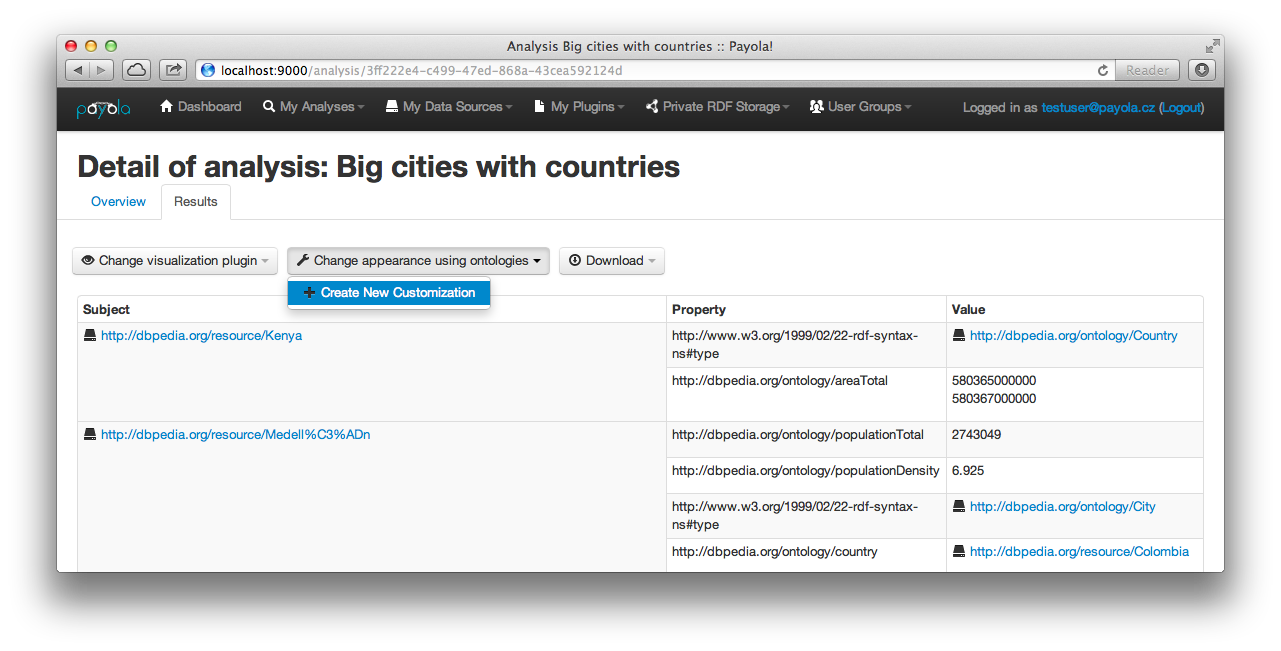 Analysis Big cities with countries :: Payola!
localhost:9000/analysis/3ff222e4-c499-47ed-868a-43cea592124d
Reader
payola
Dashboard
My Analyses
My Data Sources
My Plugins
Private RDF Storage
User Groups
Logged in as testuser@payola.cz (Logout)
Detail of analysis: Big cities with countries
Overview
Results
Change visualization plugin
Change appearance using ontologies
Download
Create New Customization
Subject
Property
Value
http://dbpedia.org/resource/Kenya
http://www.w3.org/1999/02/22-rdf-syntax-
ns#type
http://dbpedia.org/ontology/Country
http://dbpedia.org/ontology/areaTotal
580365000000
580367000000
http://dbpedia.org/resource/Medell%C3%ADn
http://dbpedia.org/ontology/populationTotal
2743049
http://dbpedia.org/ontology/populationDensity
6.925
http://www.w3.org/1999/02/22-rdf-syntax-
ns#type
http://dbpedia.org/ontology/City
http://dbpedia.org/ontology/country
http://dbpedia.org/resource/Colombia